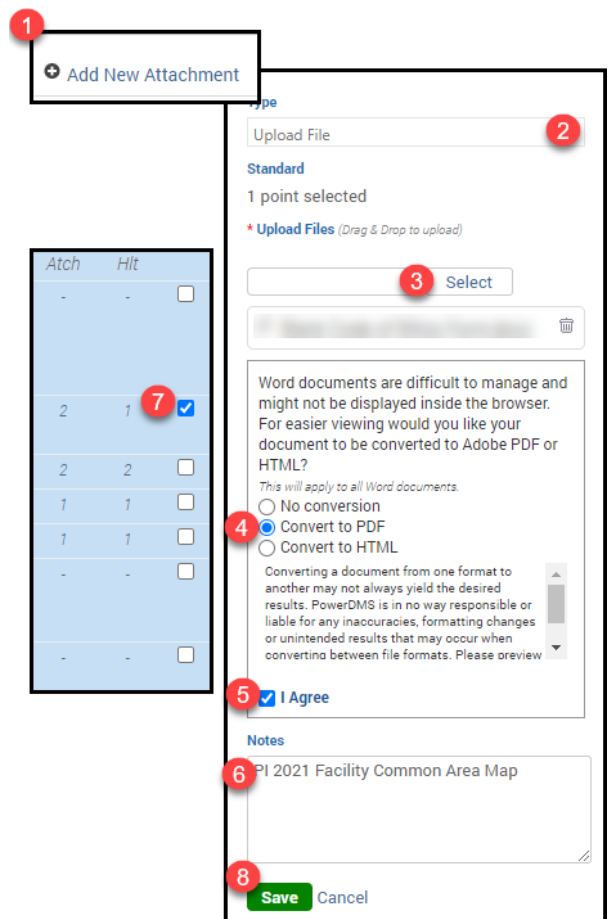 1
Add New Attachment
Type
Upload File
2
Standard
1 point selected
* Upload Files (Drag & Drop to upload)
3
Select
Atch Hlt
- -
2 1
7
2 2
1 1
1 1
- -
- -
Word documents are difficult to manage and
might not be displayed inside the browser.
For easier viewing would you like your
document to be converted to Adobe PDF or
HTML?
This will apply to all Word documents.
No conversion
4
Convert to PDF
Convert to HTML
Converting a document from one format to
another may not always yield the desired
results. PowerDMS is in no way responsible or
liable for any inaccuracies, formatting changes
or unintended results that may occur when
converting between file formats. Please preview
5
I Agree
Notes
6
PI 2021 Facility Common Area Map
8
Save Cancel